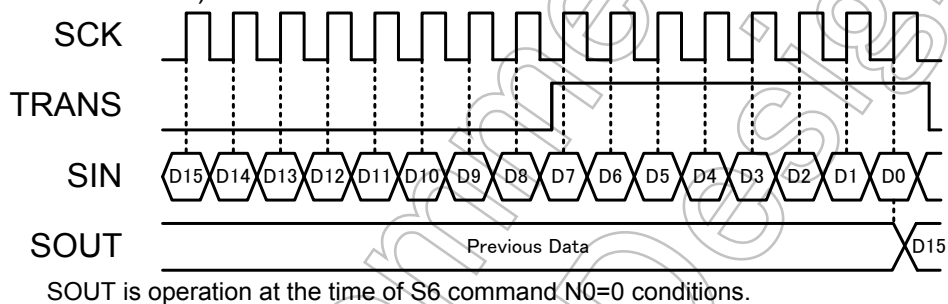 SCK
TRANS
SIN D15 D14 D13 D12 D11 D10 D9 D8 D7 D6 D5 D4 D3 D2 D1 D0
SOUT Previous Data D15
SOUT is operation at the time of S6 command N0=0 conditions.